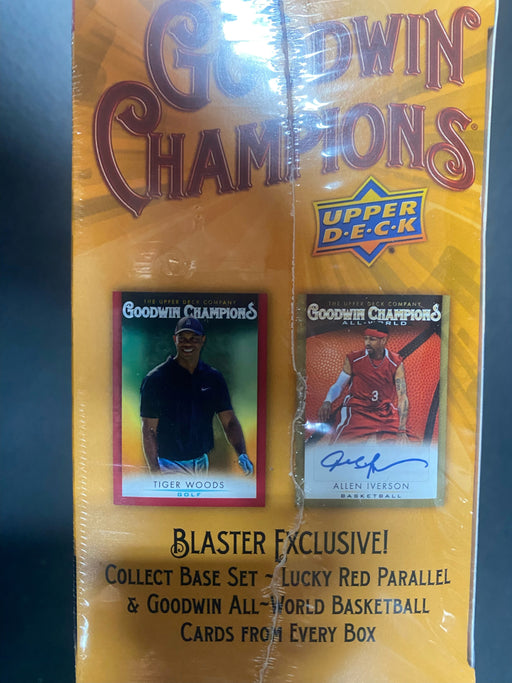 GOODWIN
CHAMPIONS
UPPER
D·E·C·K
THE UPPER DECK COMPANY
GOODWIN CHAMPIONS
TIGER WOODS
GOLF
THE UPPER DECK COMPANY
GOODWIN CHAMPIONS
ALL-WORLD
3
ALLEN IVERSON
BASKETBALL
BLASTER EXCLUSIVE!
COLLECT BASE SET ~ LUCKY RED PARALLEL
& GOODWIN ALL~WORLD BASKETBALL
CARDS FROM EVERY BOX